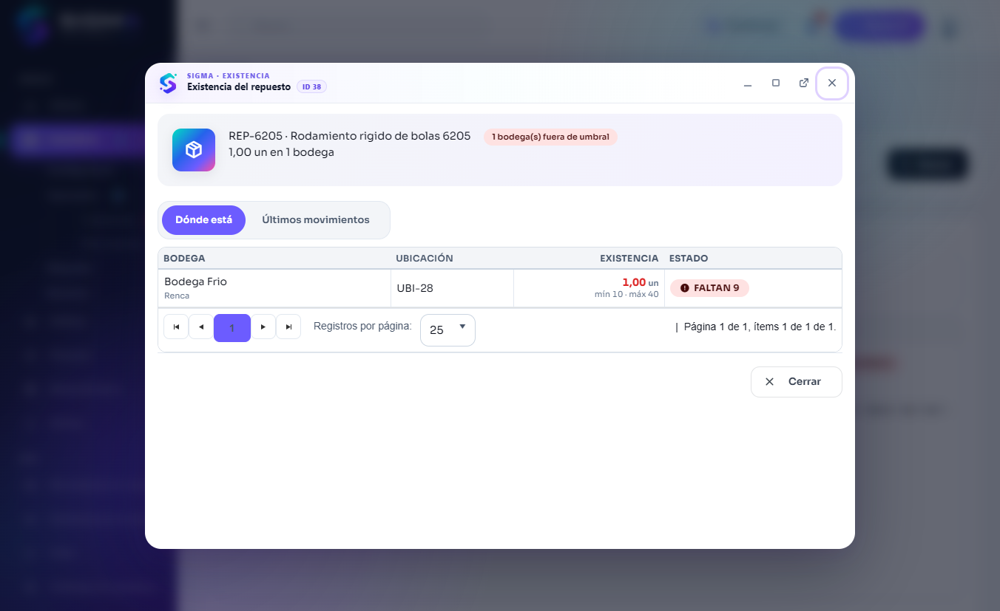 SIGMA · EXISTENCIA
Existencia del repuesto ID 38
REP-6205 · Rodamiento rigido de bolas 6205 1 bodega(s) fuera de umbral
1,00 un en 1 bodega
Dónde está Últimos movimientos
BODEGA UBICACIÓN EXISTENCIA ESTADO
Bodega Frio UBI-28 1,00 un FALTAN 9
Renca mín 10 · máx 40
1 Registros por página: 25 | Página 1 de 1, ítems 1 de 1 de 1.
Cerrar